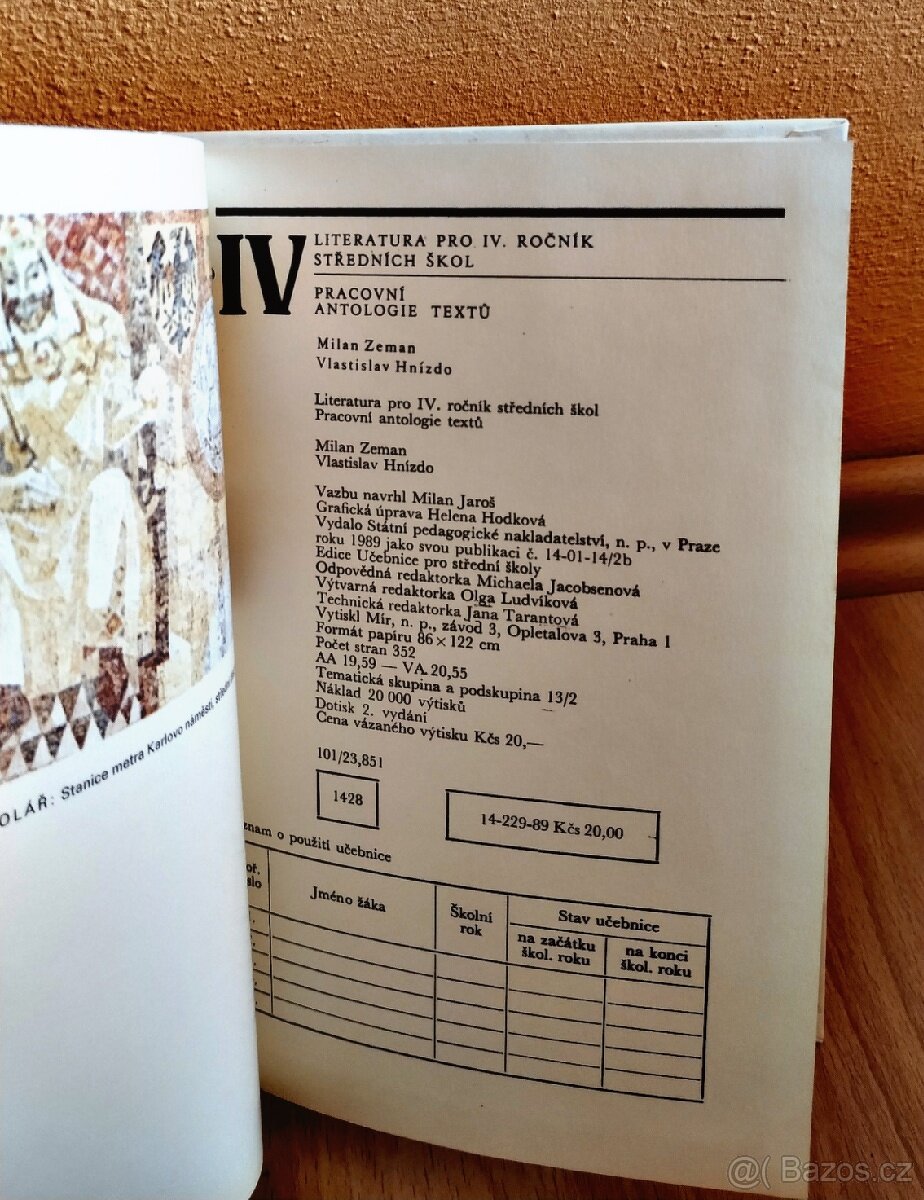 IV
LITERATURA PRO IV. ROČNÍK
STŘEDNÍCH ŠKOL
PRACOVNÍ
ANTOLOGIE TEXTŮ
Milan Zeman
Vlastislav Hnízdo
Literatura pro IV. ročník středních škol
Pracovní antologie textů
Milan Zeman
Vlastislav Hnízdo
Vazbu navrhl Milan Jaroš
Grafická úprava Helena Hodková
Vydalo Státní pedagogické nakladatelství, n. p., v Praze
roku 1989 jako svou publikaci č. 14-01-14/2b
Edice Učebnice pro střední školy
Odpovědná redaktorka Michaela Jacobsenová
Výtvarná redaktorka Olga Ludvíková
Technická redaktorka Jana Tarantová
Vytiskl Mír, n. p., závod 3, Opletalova 3, Praha 1
Formát papíru 86 × 122 cm
Počet stran 352
AA 19,59 — VA 20,55
Tematická skupina a podskupina 13/2
Náklad 20 000 výtisků
Dotisk 2. vydání
Cena vázaného výtisku Kčs 20,—
101/23,851
1428
14-229-89 Kčs 20,00
znam o použití učebnice
oř.
slo
Jméno žáka
Školní
rok
Stav učebnice
na začátku
škol. roku
na konci
škol. roku
OLÁŘ: Stanice metra Karlovo náměstí,
@( Bazos.cz